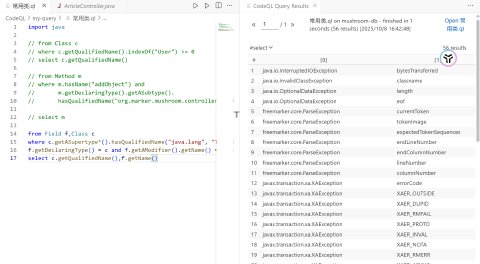 常用类.ql
ArticleController.java
CodeQL > my-query > 常用类.ql > ...
1 import java
2
3 // from Class c
4 // where c.getQualifiedName().indexOf("User") >= 0
5 // select c.getQualifiedName()
6
7 // from Method m
8 // where m.hasName("addObject") and
9 // m.getDeclaringType().getASubtype().
10 // hasQualifiedName("org.marker.mushroom.controller
11
12 // select m
13
14 from Field f,Class c
15 where c.getASupertype*().hasQualifiedName("java.lang",
16 f.getDeclaringType() = c and f.getAModifier().getName() =
17 select c.getQualifiedName(),f.getName()
CodeQL Query Results
« 1 / 1 »
常用类.ql on mushroom-db - finished in 1 seconds (56 results) [2025/10/8 16:42:48]
Open 常用类.ql
#select
56 results
# [0] [1]
1 java.io.InterruptedIOException bytesTransferred
2 java.io.InvalidClassException classname
3 java.io.OptionalDataException length
4 java.io.OptionalDataException eof
5 freemarker.core.ParseException currentToken
6 freemarker.core.ParseException tokenImage
7 freemarker.core.ParseException expectedTokenSequences
8 freemarker.core.ParseException endLineNumber
9 freemarker.core.ParseException endColumnNumber
10 freemarker.core.ParseException lineNumber
11 freemarker.core.ParseException columnNumber
12 javax.transaction.xa.XAException errorCode
13 javax.transaction.xa.XAException XAER_OUTSIDE
14 javax.transaction.xa.XAException XAER_DUPID
15 javax.transaction.xa.XAException XAER_RMFAIL
16 javax.transaction.xa.XAException XAER_PROTO
17 javax.transaction.xa.XAException XAER_INVAL
18 javax.transaction.xa.XAException XAER_NOTA
19 javax.transaction.xa.XAException XAER_RMERR